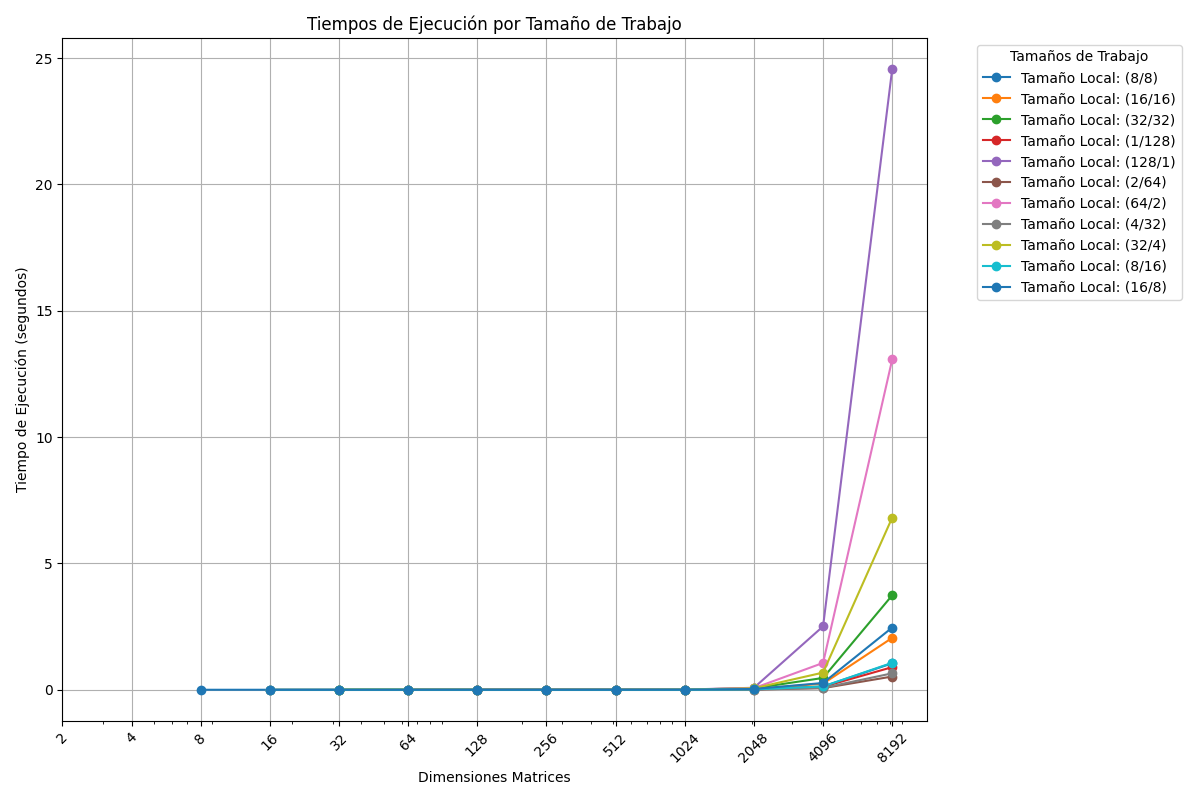 Tiempos de Ejecución por Tamaño de Trabajo
Tiempo de Ejecución (segundos)
25
20
15
10
5
0
2
4
8
16
32
64
128
256
512
1024
2048
4096
8192
Dimensiones Matrices
Tamaños de Trabajo
Tamaño Local: (8/8)
Tamaño Local: (16/16)
Tamaño Local: (32/32)
Tamaño Local: (1/128)
Tamaño Local: (128/1)
Tamaño Local: (2/64)
Tamaño Local: (64/2)
Tamaño Local: (4/32)
Tamaño Local: (32/4)
Tamaño Local: (8/16)
Tamaño Local: (16/8)